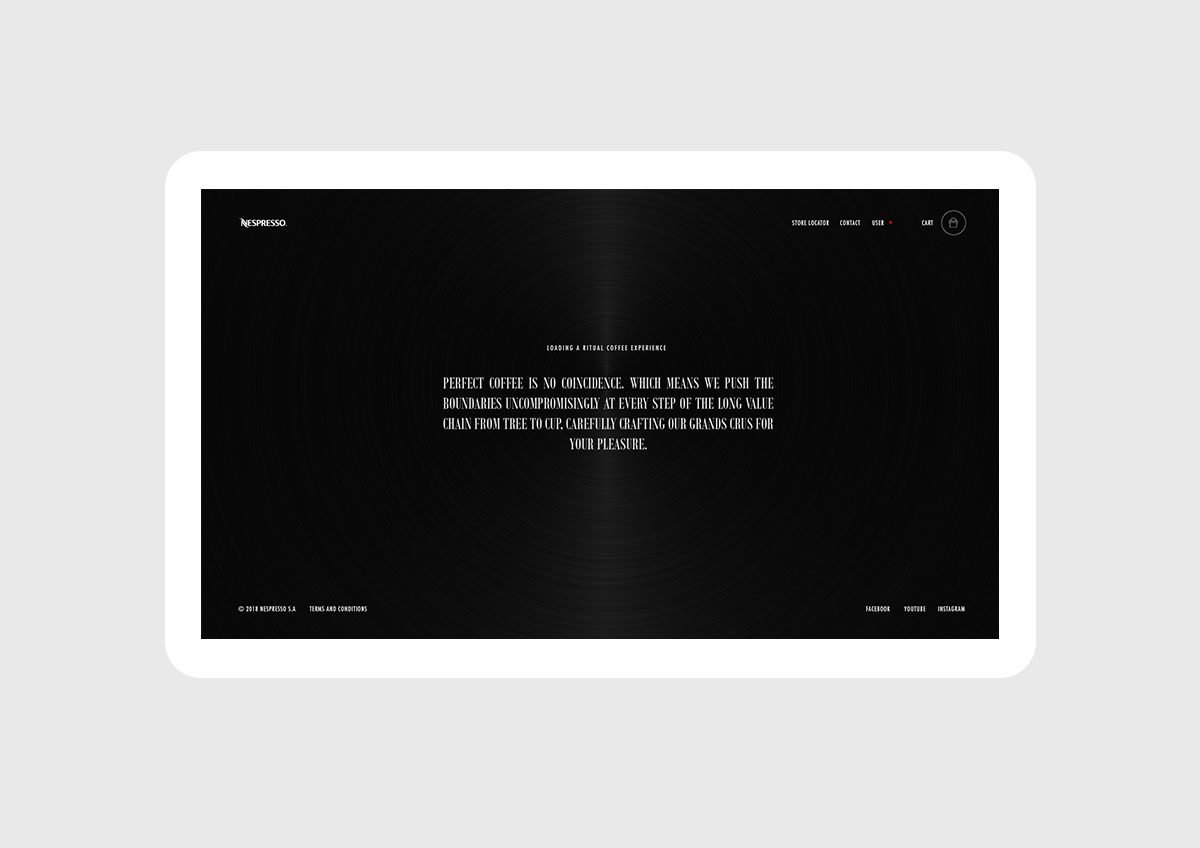 NESPRESSO.
STORE LOCATOR CONTACT USER CART
LOADING A RITUAL COFFEE EXPERIENCE
PERFECT COFFEE IS NO COINCIDENCE. WHICH MEANS WE PUSH THE
BOUNDARIES UNCOMPROMISINGLY AT EVERY STEP OF THE LONG VALUE
CHAIN FROM TREE TO CUP, CAREFULLY CRAFTING OUR GRANDS CRUS FOR
YOUR PLEASURE.
© 2018 NESPRESSO S.A TERMS AND CONDITIONS FACEBOOK YOUTUBE INSTAGRAM